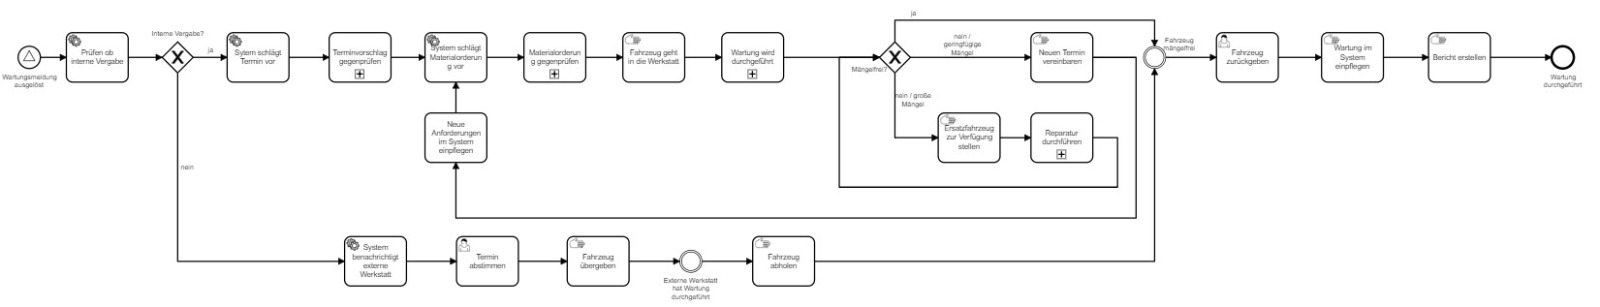 Wartungsmeldung
ausgelöst
Prüfen ob
interne Vergabe
Interne Vergabe?
ja
nein
Sytem schlägt
Termin vor
Terminvorschlag
gegenprüfen
System schlägt
Materialorderun
g vor
Materialorderun
g gegenprüfen
Fahrzeug geht
in die Werkstatt
Wartung wird
durchgeführt
Mängelfrei?
ja
nein /
geringfügige
Mängel
nein / große
Mängel
Neuen Termin
vereinbaren
Ersatzfahrzeug
zur Verfügung
stellen
Reparatur
durchführen
Neue
Anforderungen
im System
einpflegen
Fahrzeug
mängelfrei
Fahrzeug
zurückgeben
Wartung im
System
einpflegen
Bericht erstellen
Wartung
durchgeführt
System
benachrichtigt
externe
Werkstatt
Termin
abstimmen
Fahrzeug
übergeben
Externe Werkstatt
hat Wartung
durchgeführt
Fahrzeug
abholen